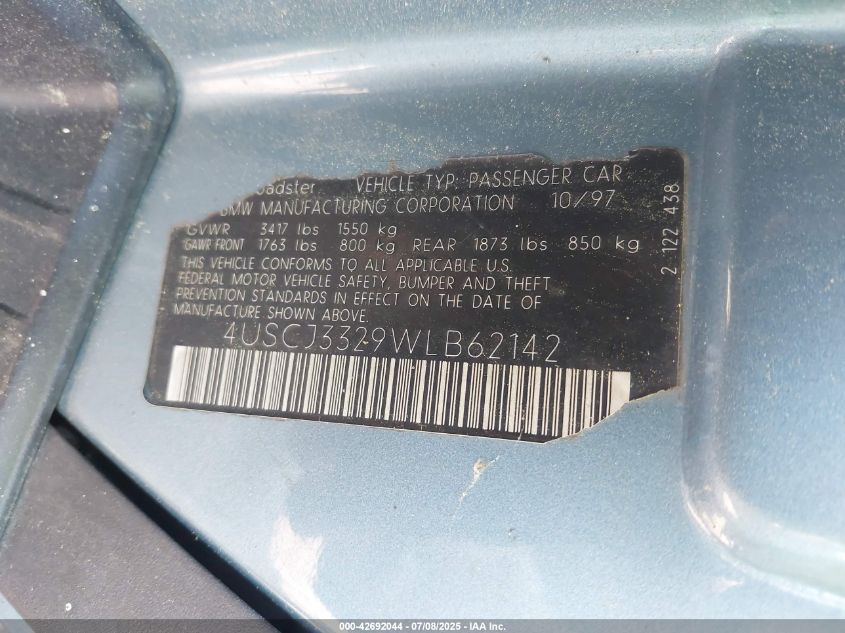 VEHICLE TYP: PASSENGER CAR
BMW MANUFACTURING CORPORATION 10/97
GVWR 3417 lbs 1550 kg
GAWR FRONT 1763 lbs 800 kg REAR 1873 lbs 850 kg
THIS VEHICLE CONFORMS TO ALL APPLICABLE U.S.
FEDERAL MOTOR VEHICLE SAFETY, BUMPER AND THEFT
PREVENTION STANDARDS IN EFFECT ON THE DATE OF
MANUFACTURE SHOWN ABOVE.
4USCJ3329WLB62142
2 122 438
000-42692044 - 07/08/2025 - IAA Inc.